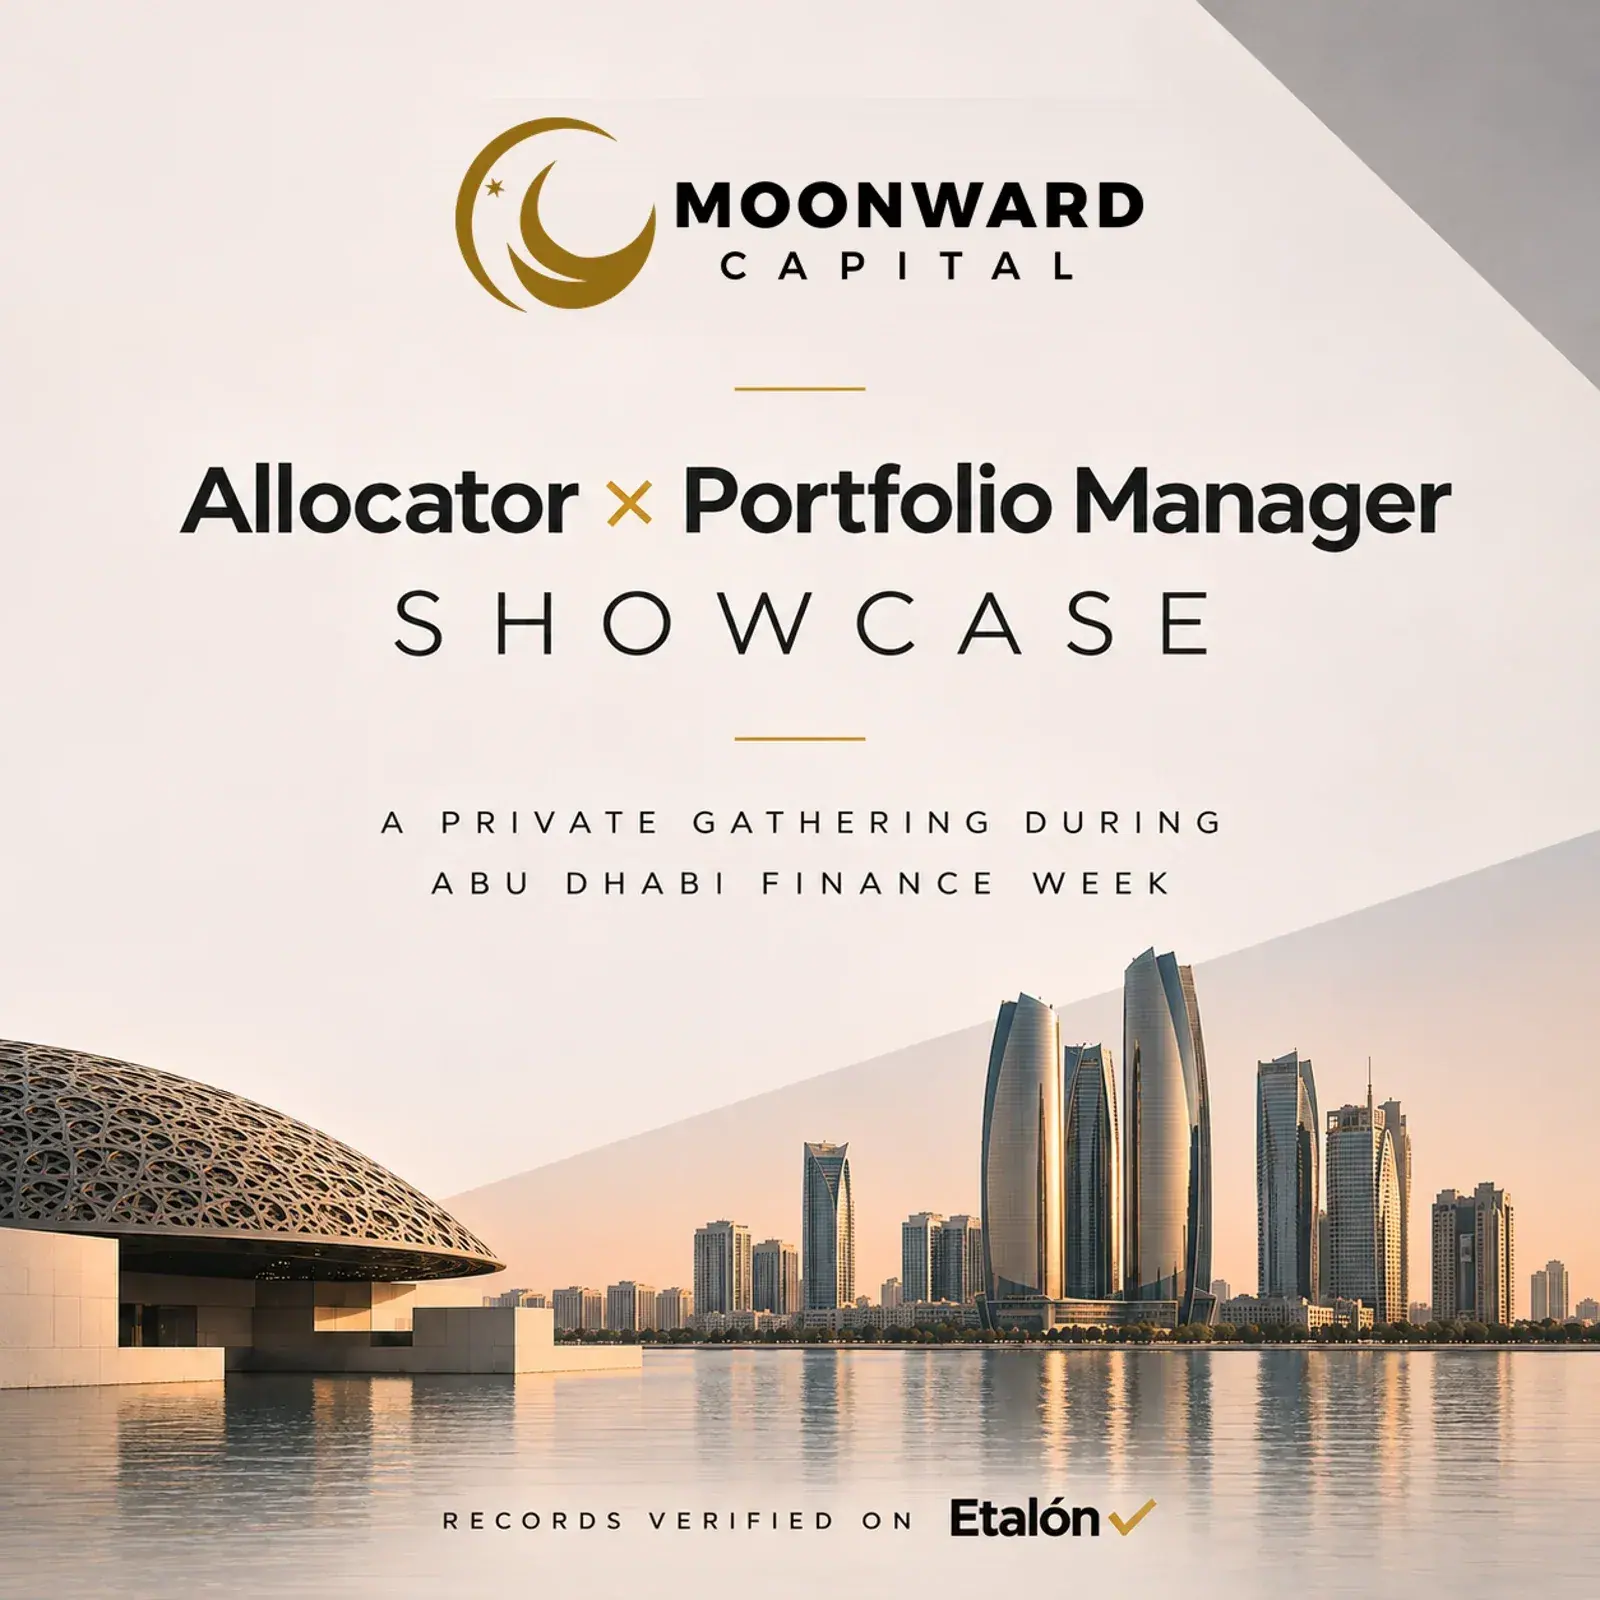 MOONWARD
CAPITAL
Allocator × Portfolio Manager
SHOWCASE
A PRIVATE GATHERING DURING
ABU DHABI FINANCE WEEK
RECORDS VERIFIED ON Etalón